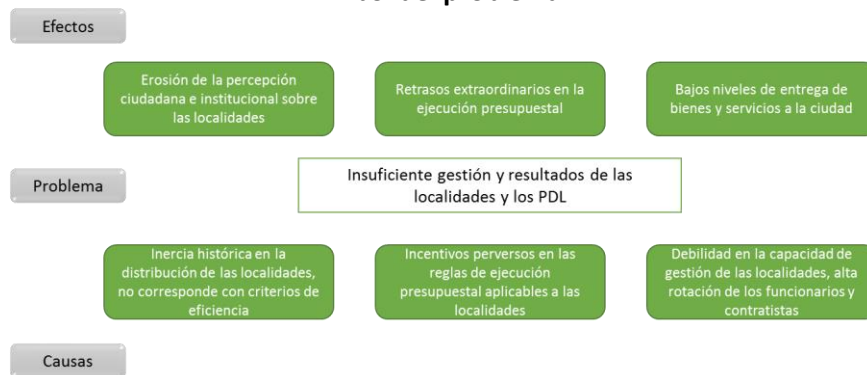 Efectos
Erosión de la percepción
ciudadana e institucional sobre
las localidades
Retrasos extraordinarios en la
ejecución presupuestal
Bajos niveles de entrega de
bienes y servicios a la ciudad
Problema
Insuficiente gestión y resultados de las
localidades y los PDL
Inercia histórica en la
distribución de las localidades,
no corresponde con criterios de
eficiencia
Incentivos perversos en las
reglas de ejecución
presupuestal aplicables a las
localidades
Debilidad en la capacidad de
gestión de las localidades, alta
rotación de los funcionarios y
contratistas
Causas